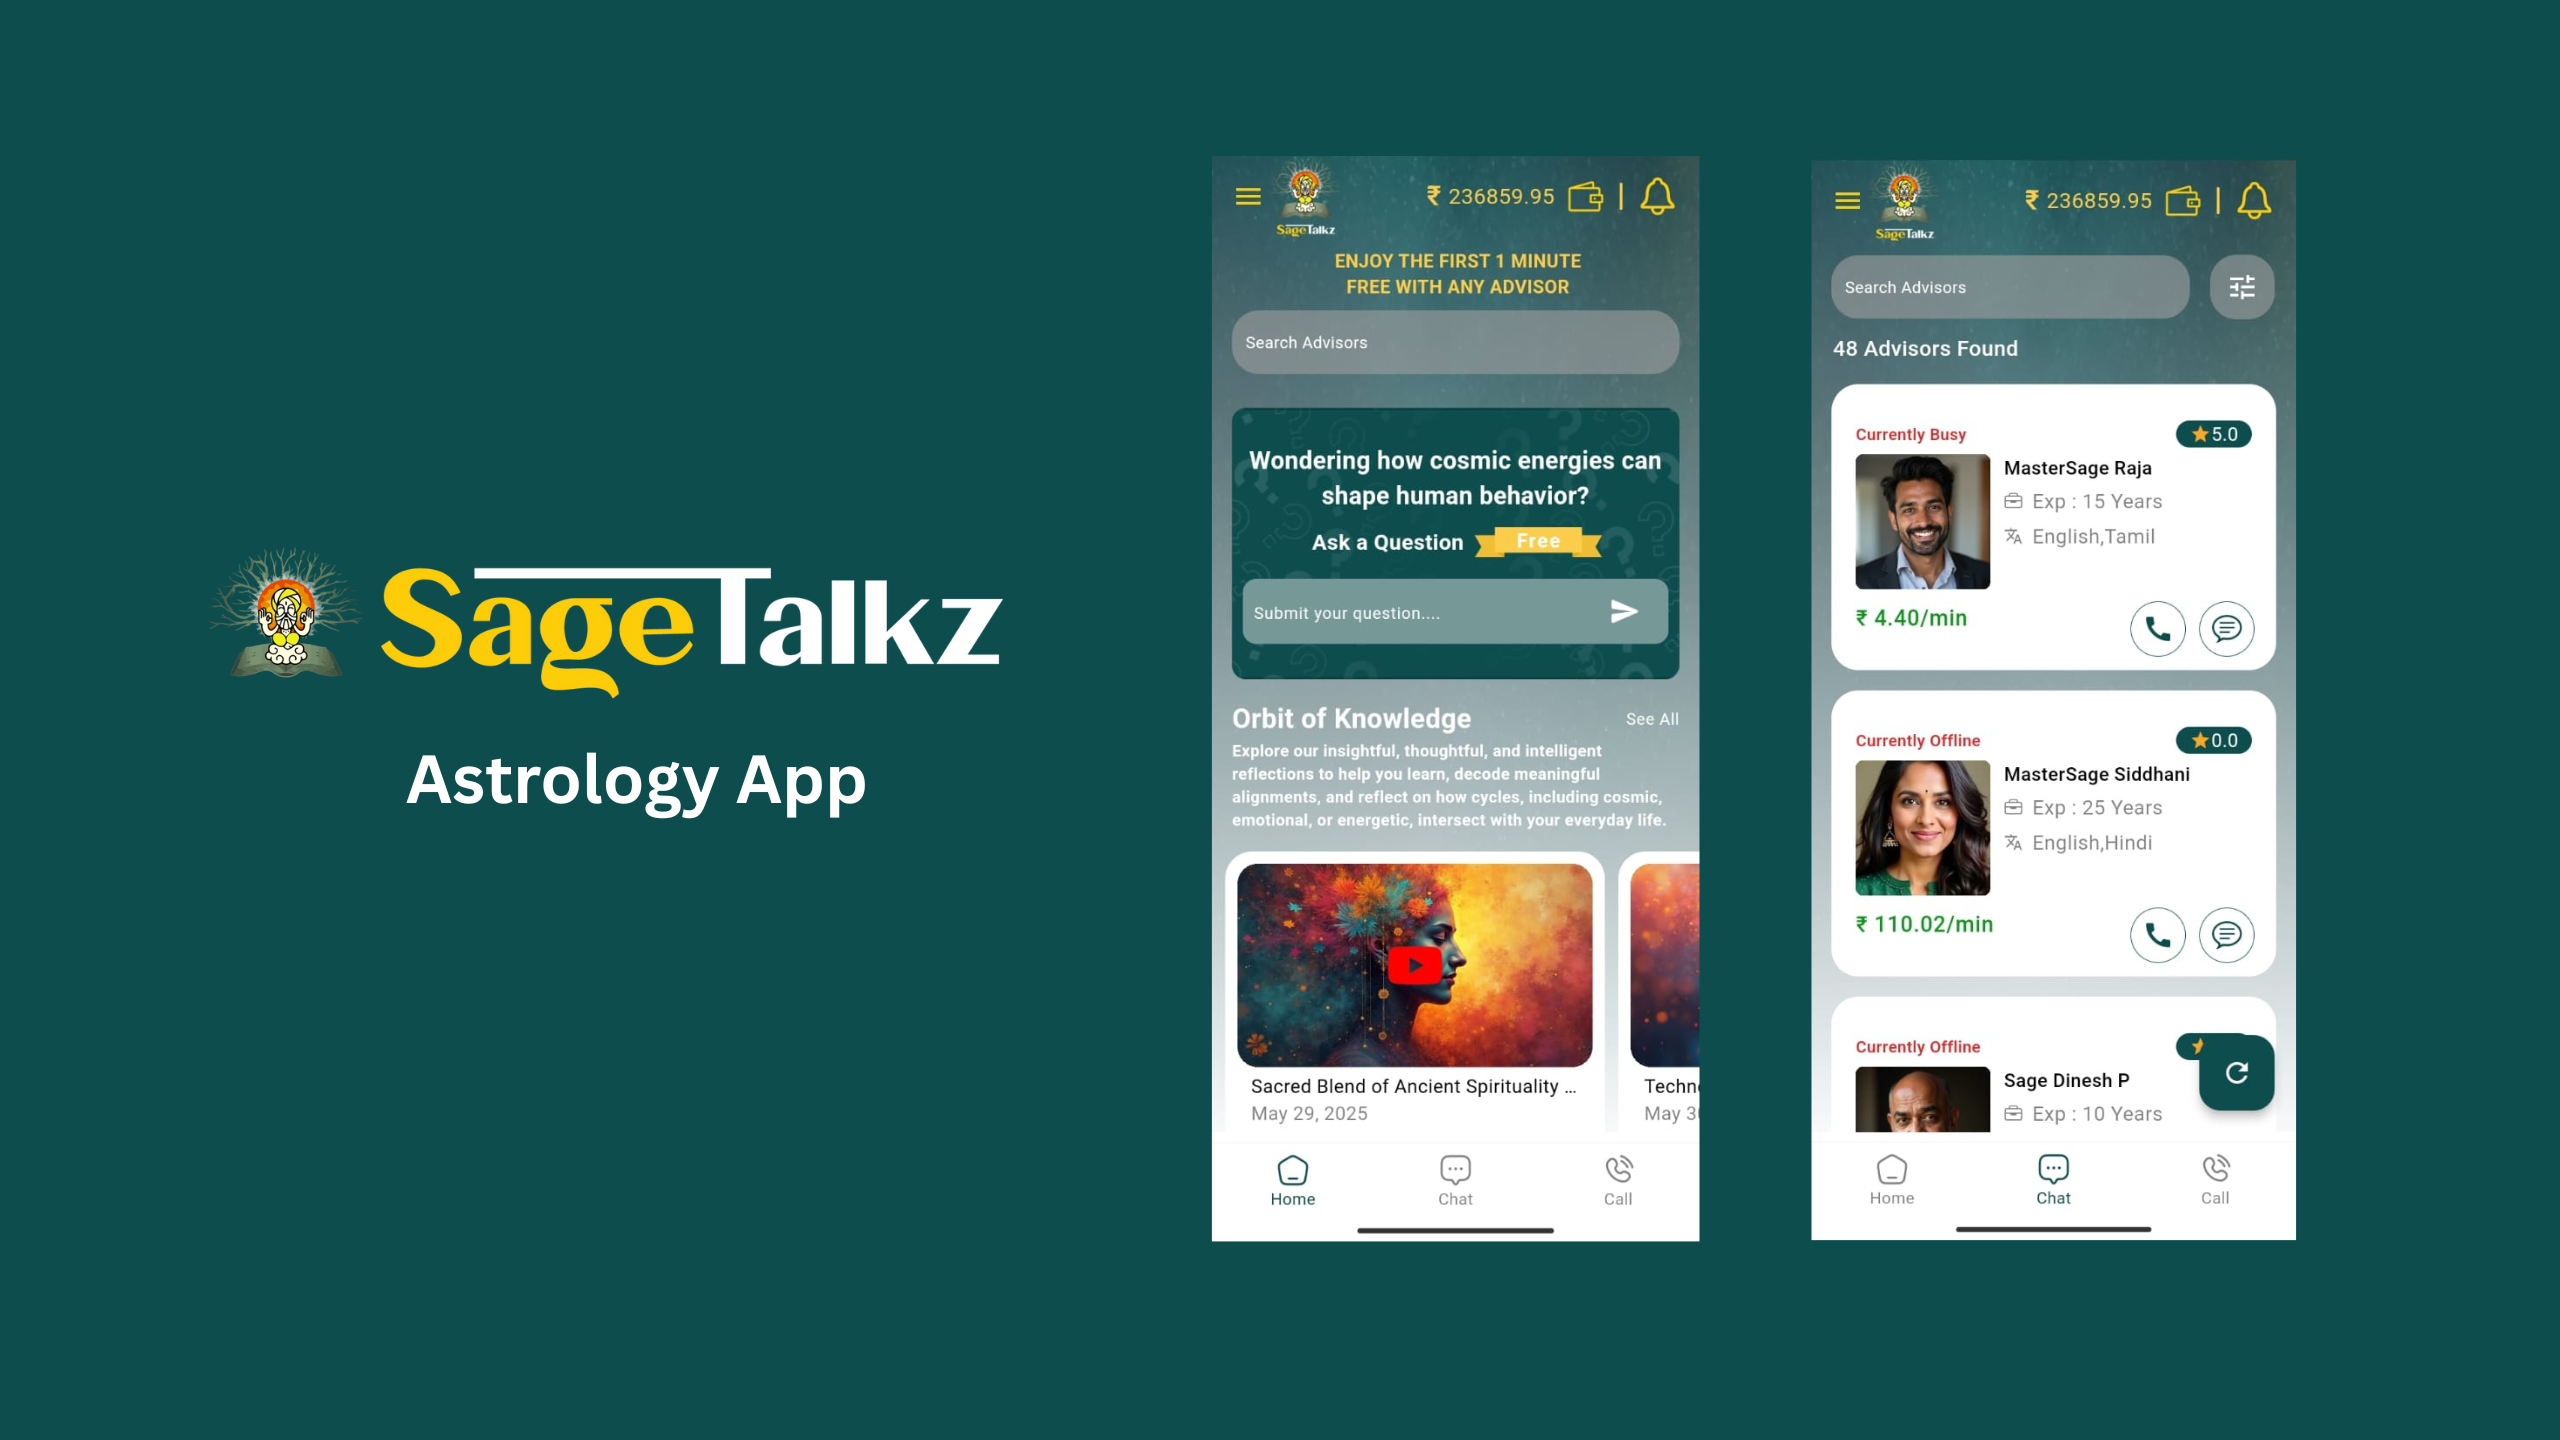 SageTalkz
Astrology App
₹ 236859.95
SageTalkz
ENJOY THE FIRST 1 MINUTE
FREE WITH ANY ADVISOR
Search Advisors
Wondering how cosmic energies can
shape human behavior?
Ask a Question Free
Submit your question....
Orbit of Knowledge See All
Explore our insightful, thoughtful, and intelligent
reflections to help you learn, decode meaningful
alignments, and reflect on how cycles, including cosmic,
emotional, or energetic, intersect with your everyday life.
Sacred Blend of Ancient Spirituality ...
May 29, 2025
May
Home Chat Call
₹ 236859.95
SageTalkz
Search Advisors
48 Advisors Found
Currently Busy 5.0
MasterSage Raja
Exp : 15 Years
English,Tamil
₹ 4.40/min
Currently Offline 0.0
MasterSage Siddhani
Exp : 25 Years
English,Hindi
₹ 110.02/min
Currently Offline
Sage Dinesh P
Exp : 10 Years
Home Chat Call